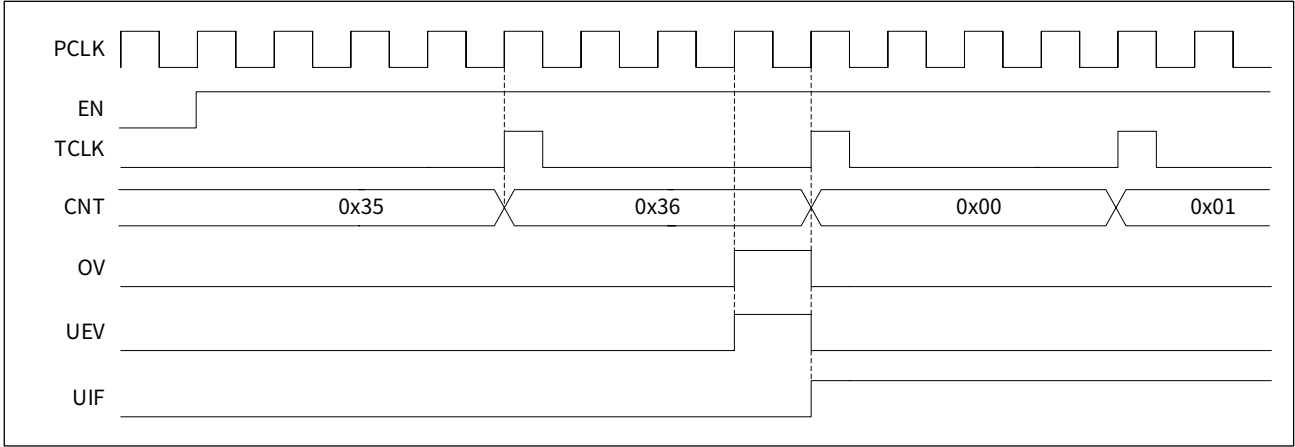 PCLK
EN
TCLK
CNT 0x35 0x36 0x00 0x01
OV
UEV
UIF